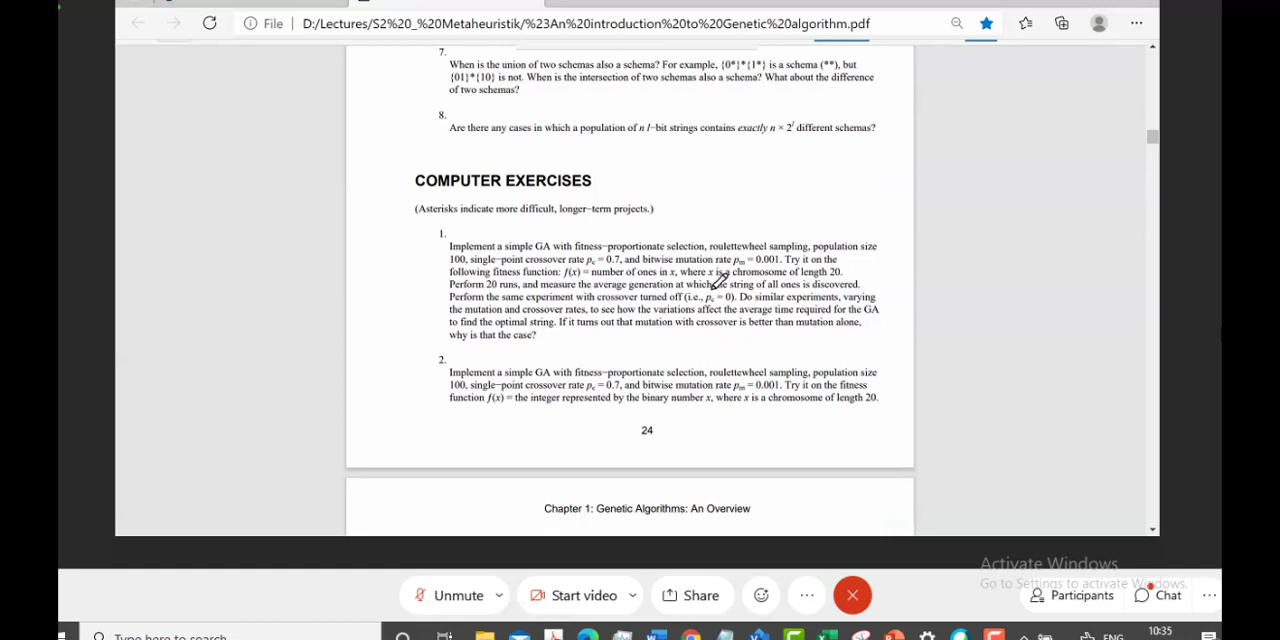 File D:/Lectures/S2%20_%20Metaheuristik/%23An%20introduction%20to%20Genetic%20algorithm.pdf
7.
When is the union of two schemas also a schema? For example, {0*}*{1*} is a schema (**), but
{01}*{10} is not. When is the intersection of two schemas also a schema? What about the difference
of two schemas?
8.
Are there any cases in which a population of n l−bit strings contains exactly n × 2^l different schemas?
COMPUTER EXERCISES
(Asterisks indicate more difficult, longer−term projects.)
1.
Implement a simple GA with fitness−proportionate selection, roulettewheel sampling, population size
100, single−point crossover rate pc = 0.7, and bitwise mutation rate pm = 0.001. Try it on the
following fitness function: f(x) = number of ones in x, where x is a chromosome of length 20.
Perform 20 runs, and measure the average generation at which string of all ones is discovered.
Perform the same experiment with crossover turned off (i.e., pc = 0). Do similar experiments, varying
the mutation and crossover rates, to see how the variations affect the average time required for the GA
to find the optimal string. If it turns out that mutation with crossover is better than mutation alone,
why is that the case?
2.
Implement a simple GA with fitness−proportionate selection, roulettewheel sampling, population size
100, single−point crossover rate pc = 0.7, and bitwise mutation rate pm = 0.001. Try it on the fitness
function f(x) = the integer represented by the binary number x, where x is a chromosome of length 20.
24
Chapter 1: Genetic Algorithms: An Overview
Activate Windows
Go to Settings to activate Windows.
Unmute Start video Share Participants Chat
Type here to search ENG 10:35